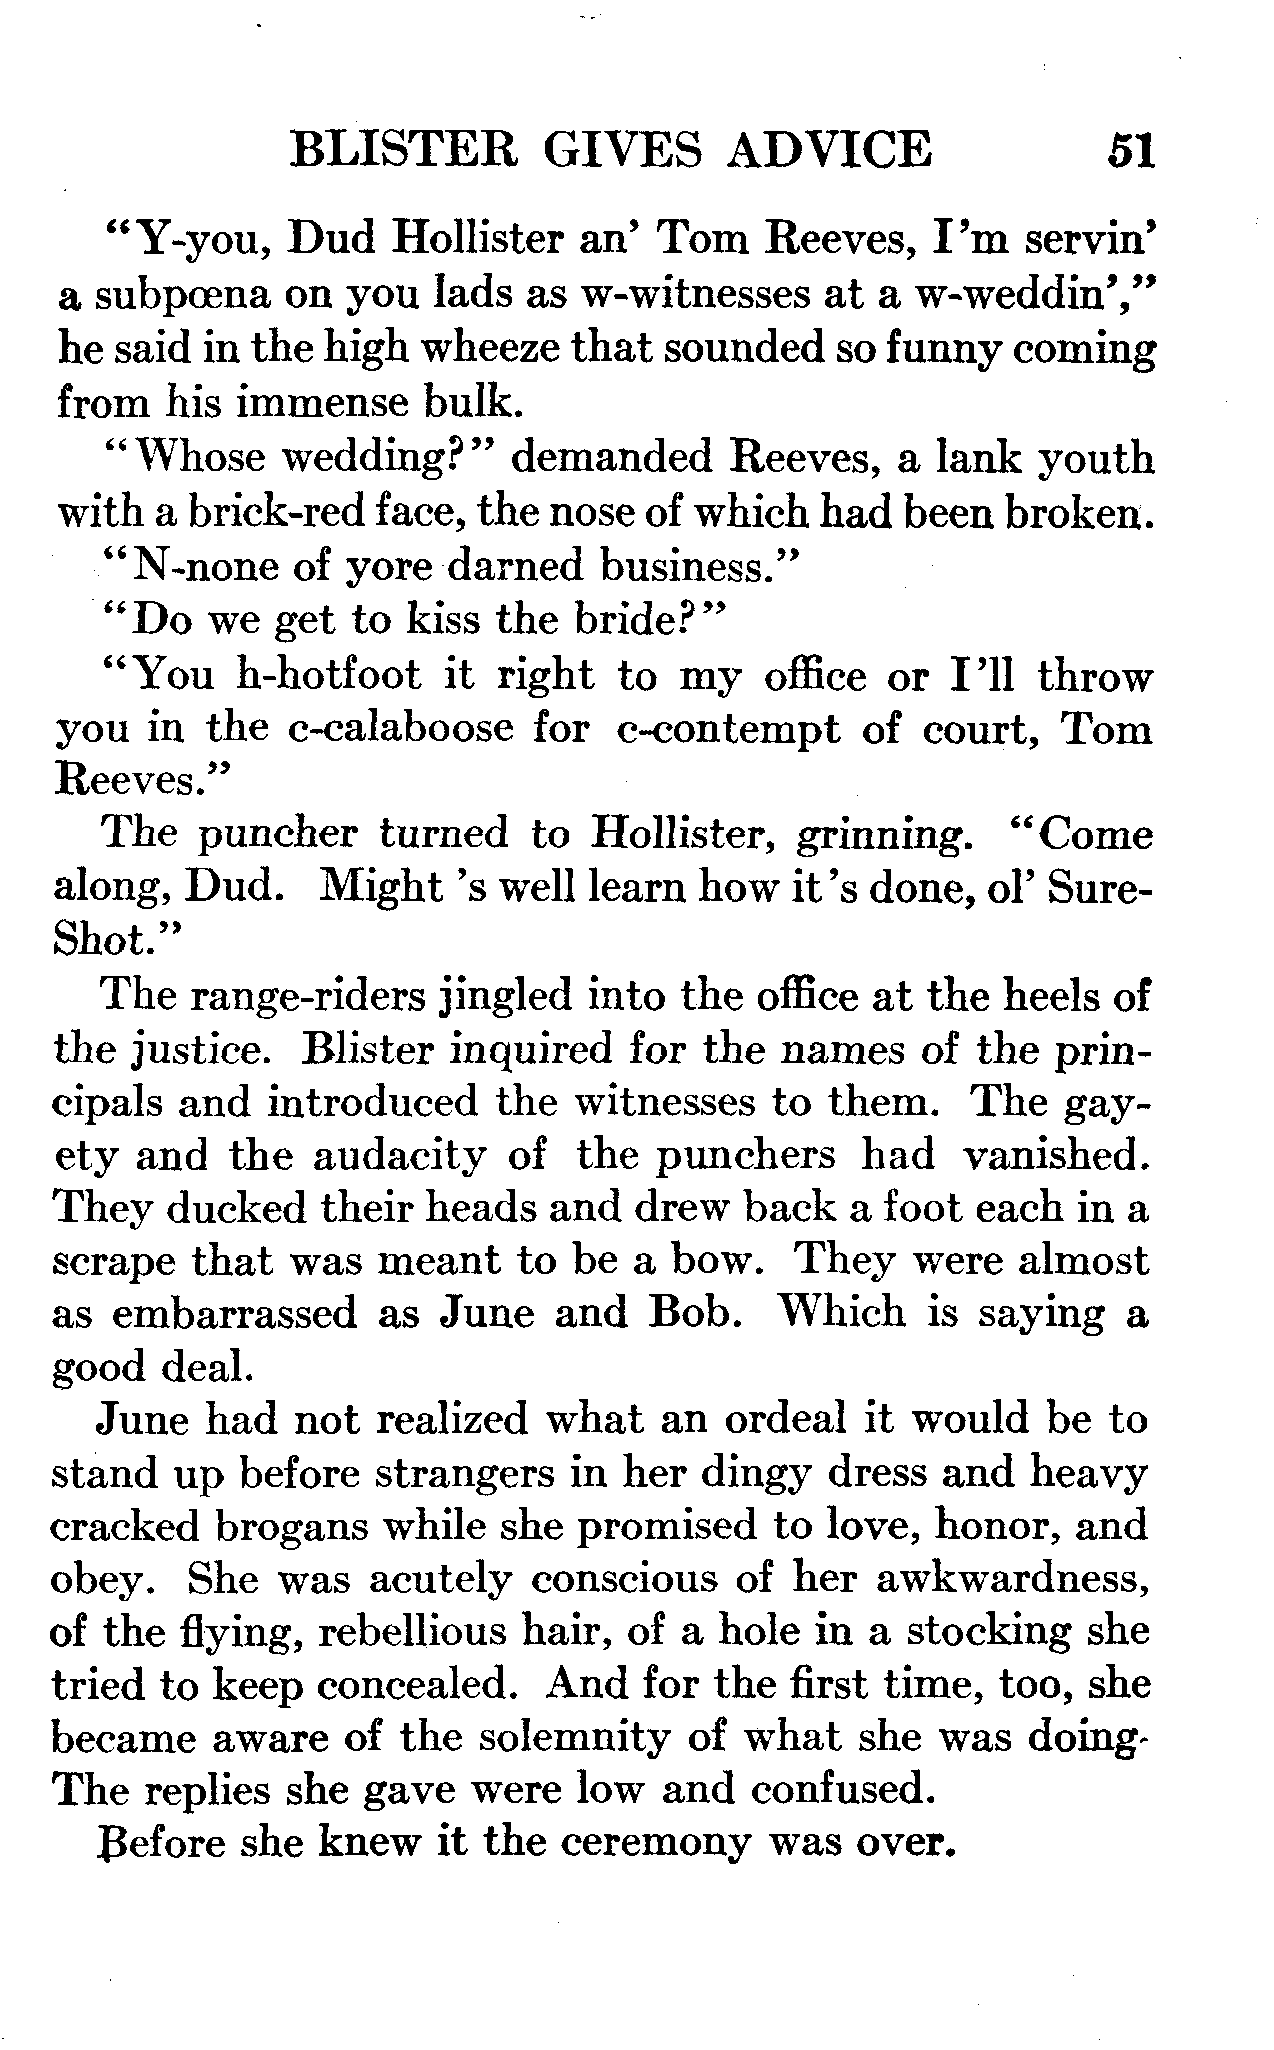 BLISTER GIVES ADVICE 51
“Y-you, Dud Hollister an’ Tom Reeves, I’m servin’
a subpœna on you lads as w-witnesses at a w-weddin’,”
he said in the high wheeze that sounded so funny coming
from his immense bulk.
“Whose wedding?” demanded Reeves, a lank youth
with a brick-red face, the nose of which had been broken.
“N-none of yore darned business.”
“Do we get to kiss the bride?”
“You h-hotfoot it right to my office or I’ll throw
you in the c-calaboose for c-contempt of court, Tom
Reeves.”
The puncher turned to Hollister, grinning. “Come
along, Dud. Might ’s well learn how it’s done, ol’ Sure-
Shot.”
The range-riders jingled into the office at the heels of
the justice. Blister inquired for the names of the prin-
cipals and introduced the witnesses to them. The gay-
ety and the audacity of the punchers had vanished.
They ducked their heads and drew back a foot each in a
scrape that was meant to be a bow. They were almost
as embarrassed as June and Bob. Which is saying a
good deal.
June had not realized what an ordeal it would be to
stand up before strangers in her dingy dress and heavy
cracked brogans while she promised to love, honor, and
obey. She was acutely conscious of her awkwardness,
of the flying, rebellious hair, of a hole in a stocking she
tried to keep concealed. And for the first time, too, she
became aware of the solemnity of what she was doing.
The replies she gave were low and confused.
Before she knew it the ceremony was over.